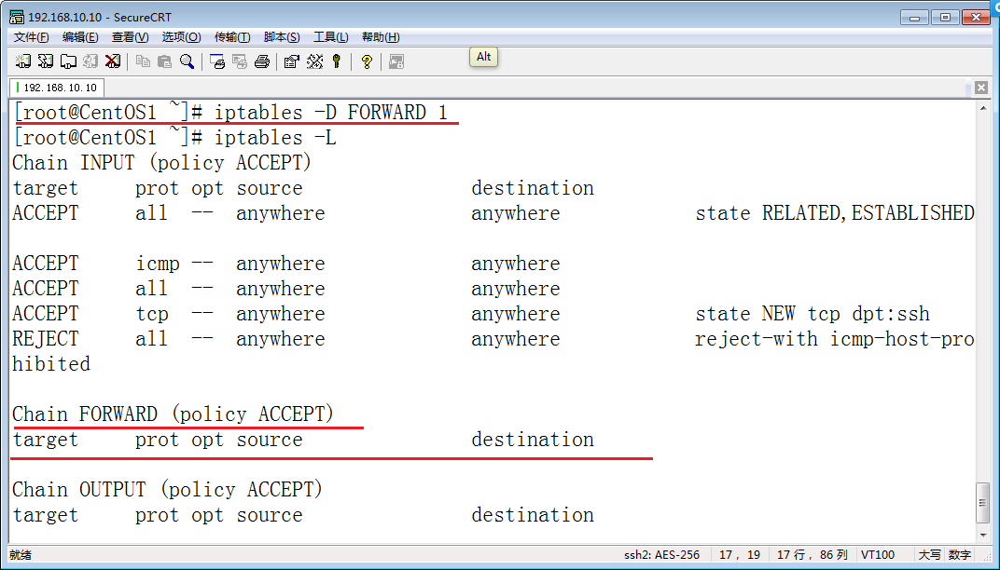 192.168.10.10 - SecureCRT
文件(F) 编辑(E) 查看(V) 选项(O) 传输(T) 脚本(S) 工具(L) 帮助(H)
Alt
192.168.10.10
[root@CentOS1 ~]# iptables -D FORWARD 1
[root@CentOS1 ~]# iptables -L
Chain INPUT (policy ACCEPT)
target prot opt source destination
ACCEPT all -- anywhere anywhere state RELATED,ESTABLISHED
ACCEPT icmp -- anywhere anywhere
ACCEPT all -- anywhere anywhere
ACCEPT tcp -- anywhere anywhere state NEW tcp dpt:ssh
REJECT all -- anywhere anywhere reject-with icmp-host-pro
hibited
Chain FORWARD (policy ACCEPT)
target prot opt source destination
Chain OUTPUT (policy ACCEPT)
target prot opt source destination
就绪 ssh2: AES-256 17, 19 17 行, 86 列 VT100 大写 数字